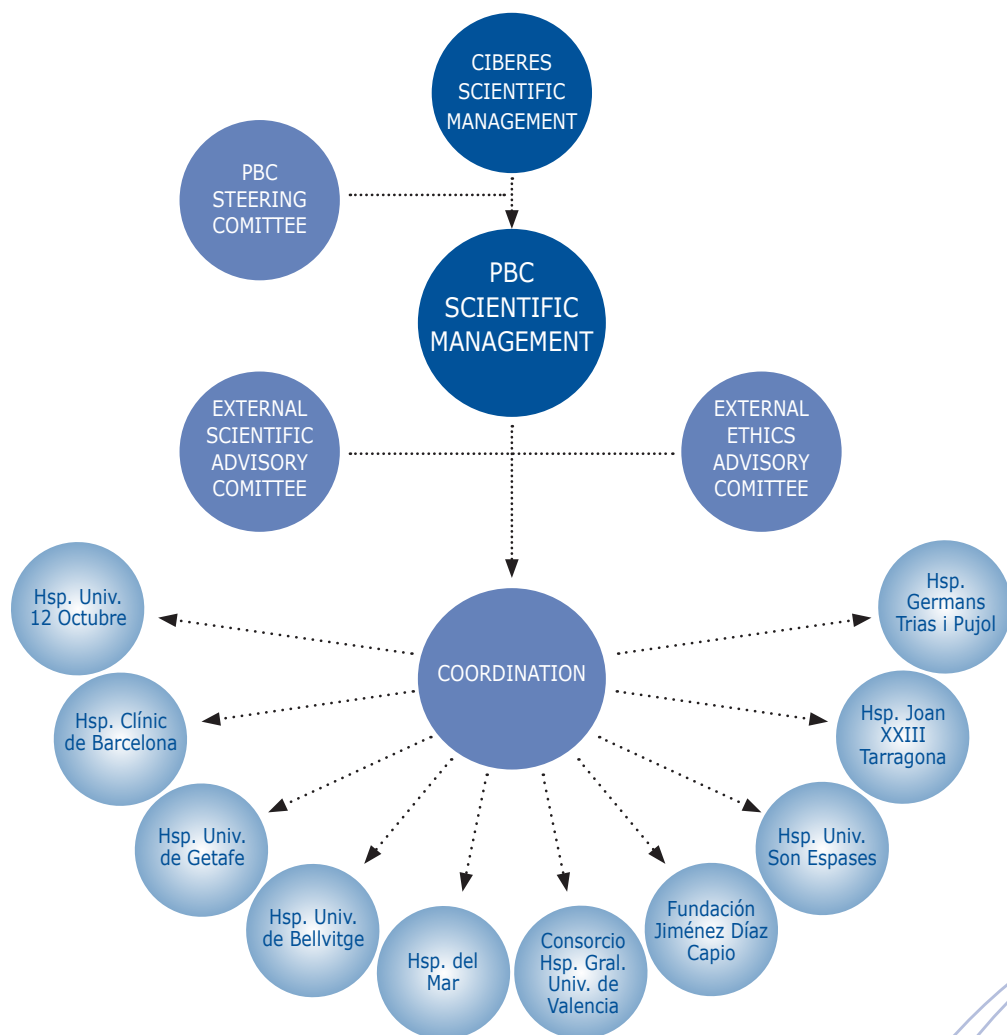 CIBERES
SCIENTIFIC
MANAGEMENT
PBC
STEERING
COMITTEE
PBC
SCIENTIFIC
MANAGEMENT
EXTERNAL
SCIENTIFIC
ADVISORY
COMITTEE
EXTERNAL
ETHICS
ADVISORY
COMITTEE
COORDINATION
Hsp. Univ.
12 Octubre
Hsp. Clínic
de Barcelona
Hsp. Univ.
de Getafe
Hsp. Univ.
de Bellvitge
Hsp. del
Mar
Consorcio
Hsp. Gral.
Univ. de
Valencia
Fundación
Jiménez Díaz
Capio
Hsp. Univ.
Son Espases
Hsp. Joan
XXIII
Tarragona
Hsp.
Germans
Trias i Pujol